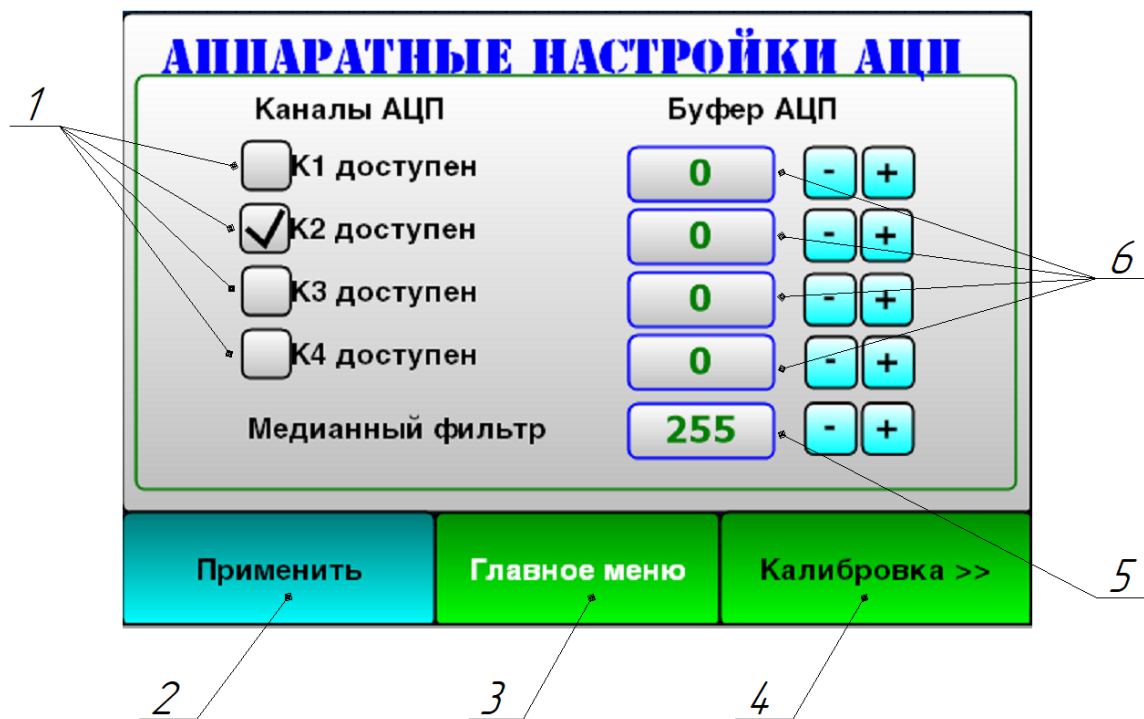 АППАРАТНЫЕ НАСТРОЙКИ АЦП
Каналы АЦП Буфер АЦП
1
К1 доступен 0 - +
К2 доступен 0 - +
6
К3 доступен 0 - +
К4 доступен 0 - +
Медианный фильтр 255 - +
Применить Главное меню Калибровка >>
5
2 3 4